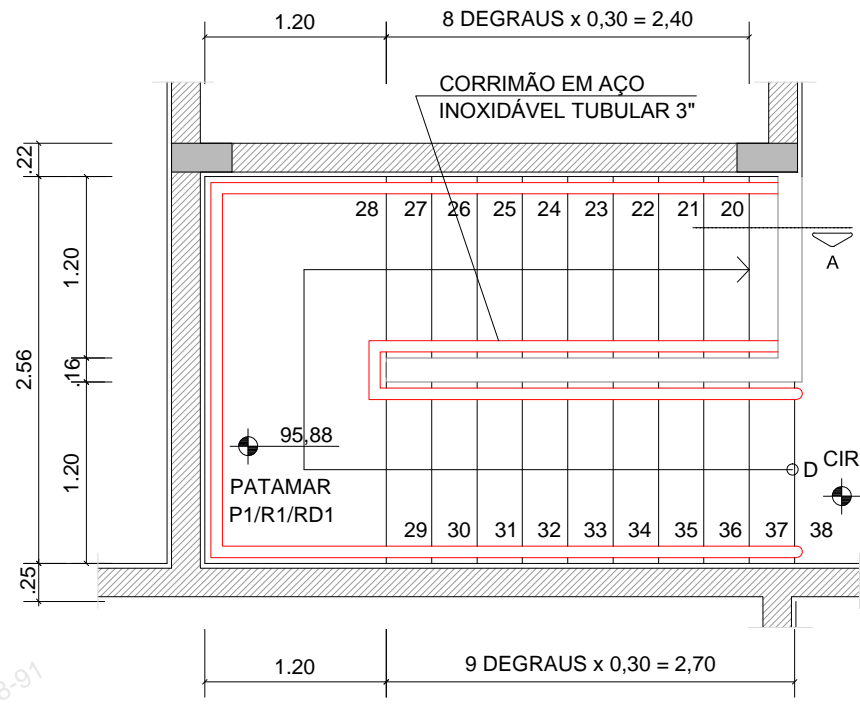 1.20
8 DEGRAUS x 0,30 = 2,40
CORRIMÃO EM AÇO
INOXIDÁVEL TUBULAR 3"
.22
28 27 26 25 24 23 22 21 20
A
1.20
2.56
.16
1.20
95,88
D
CIR
PATAMAR
P1/R1/RD1
29 30 31 32 33 34 35 36 37 38
.25
1.20
9 DEGRAUS x 0,30 = 2,70
8-91